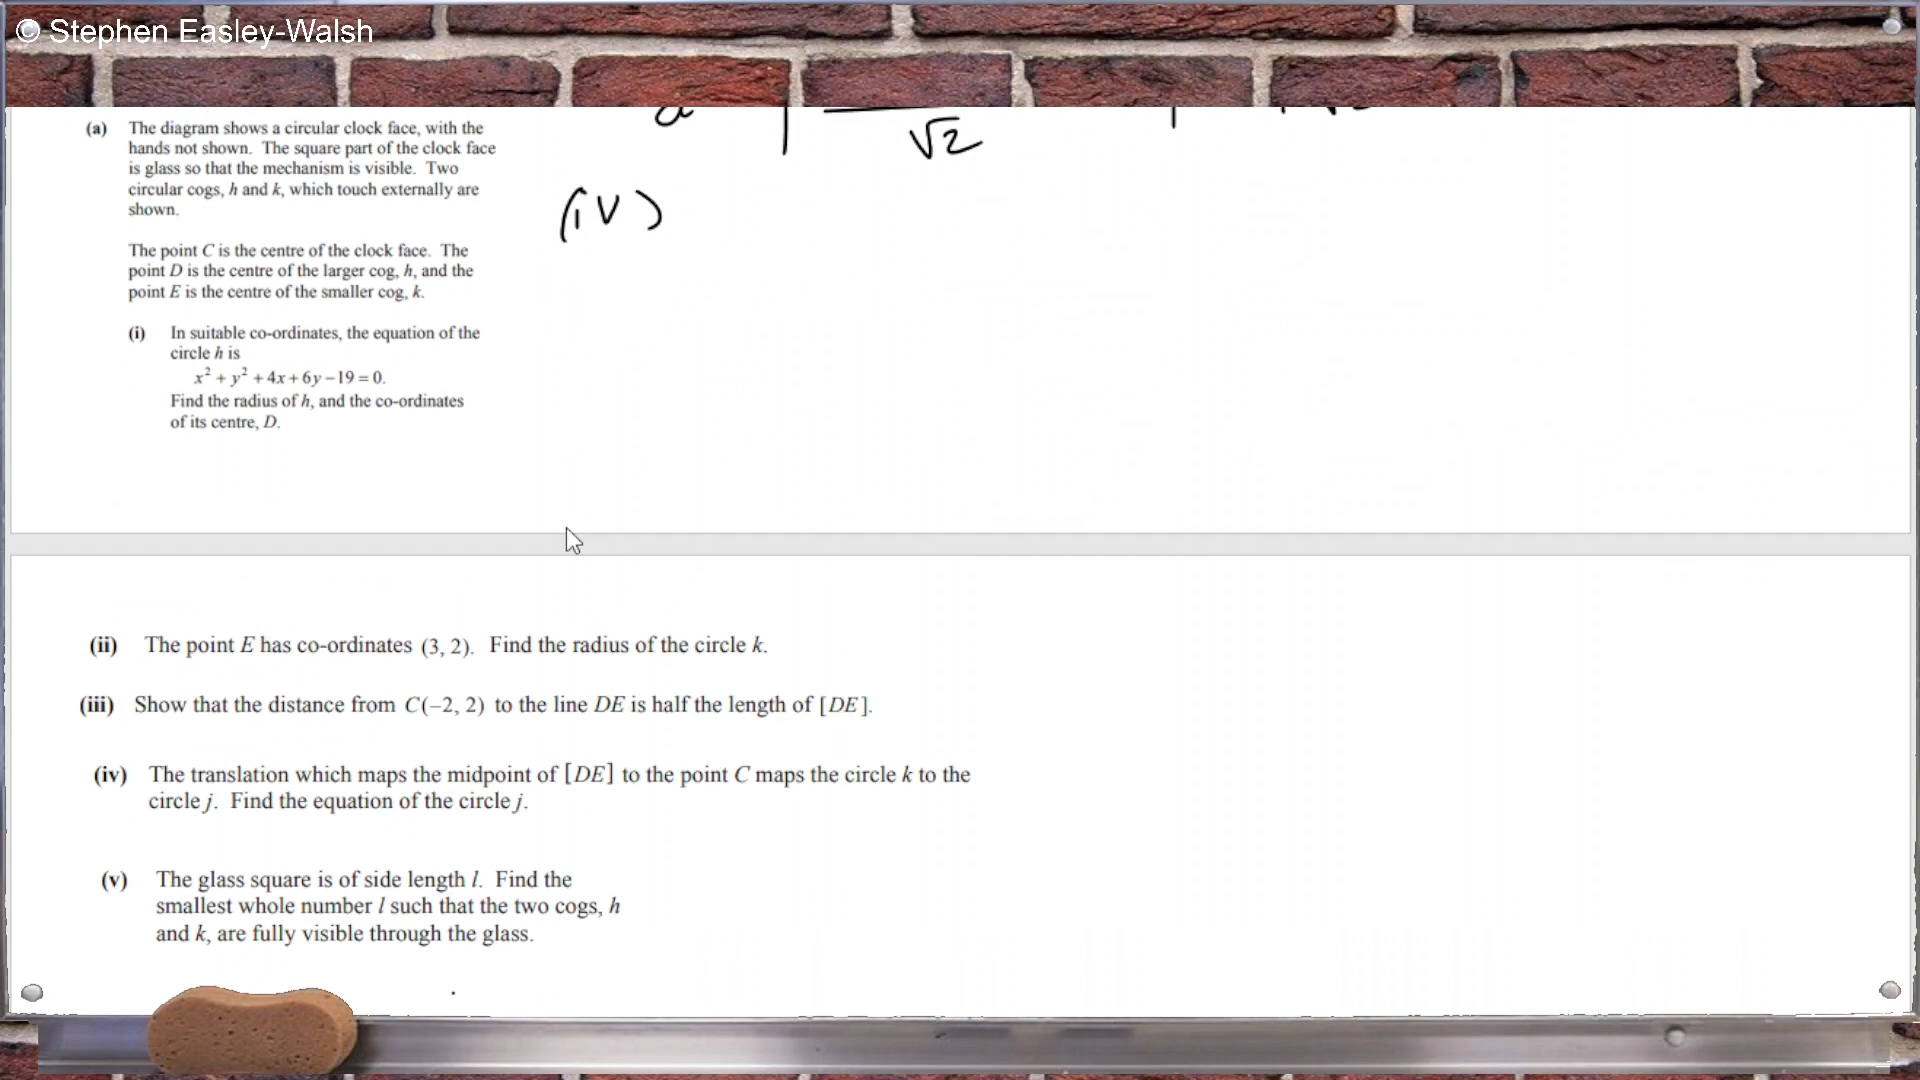 © Stephen Easley-Walsh
√2
(iv)
(a) The diagram shows a circular clock face, with the
hands not shown. The square part of the clock face
is glass so that the mechanism is visible. Two
circular cogs, h and k, which touch externally are
shown.
The point C is the centre of the clock face. The
point D is the centre of the larger cog, h, and the
point E is the centre of the smaller cog, k.
(i) In suitable co-ordinates, the equation of the
circle h is
x² + y² + 4x + 6y – 19 = 0.
Find the radius of h, and the co-ordinates
of its centre, D.
(ii) The point E has co-ordinates (3, 2). Find the radius of the circle k.
(iii) Show that the distance from C(–2, 2) to the line DE is half the length of [DE].
(iv) The translation which maps the midpoint of [DE] to the point C maps the circle k to the
circle j. Find the equation of the circle j.
(v) The glass square is of side length l. Find the
smallest whole number l such that the two cogs, h
and k, are fully visible through the glass.